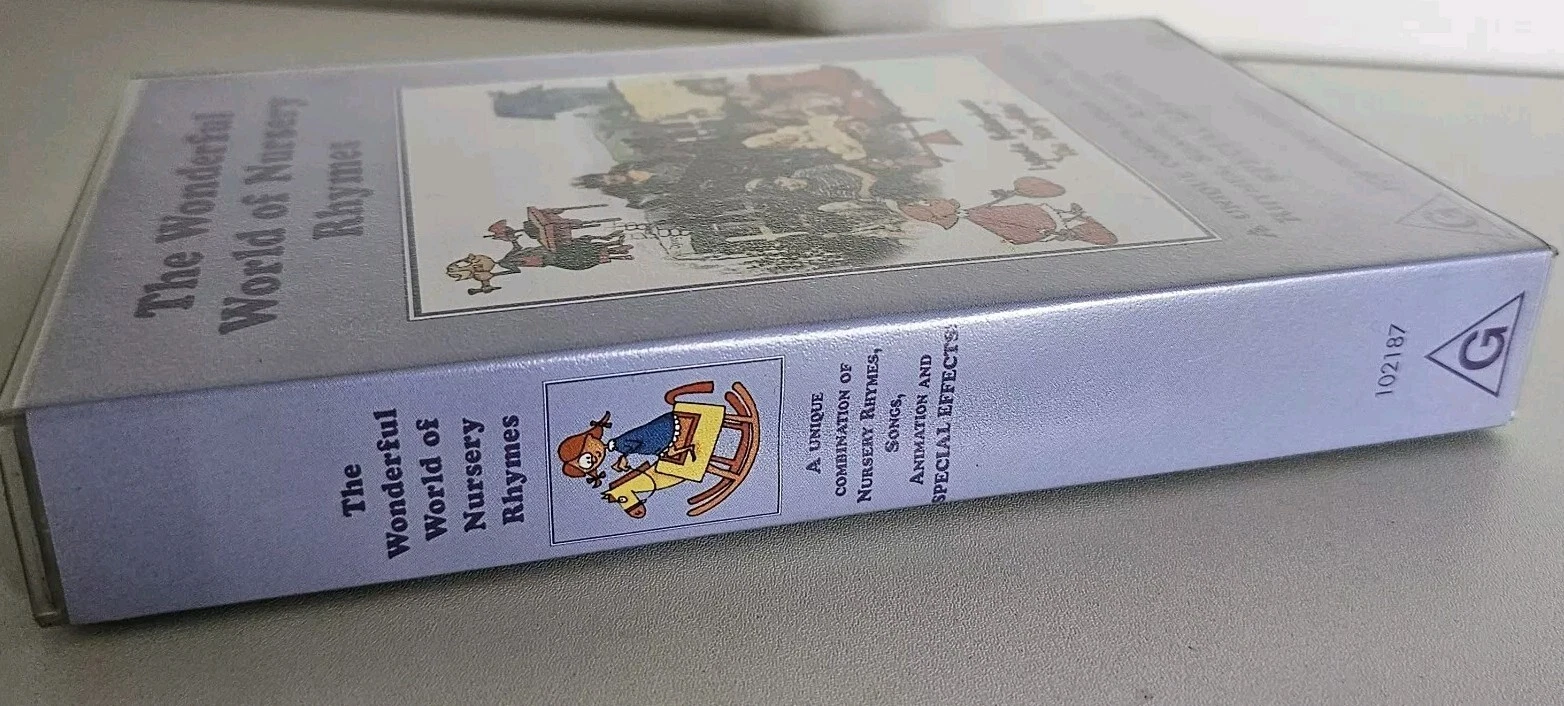 The Wonderful
World of Nursery
Rhymes
The
Wonderful
World of
Nursery
Rhymes
A UNIQUE
COMBINATION OF
NURSERY RHYMES,
SONGS,
ANIMATION AND
SPECIAL EFFECTS.
102187
G
G